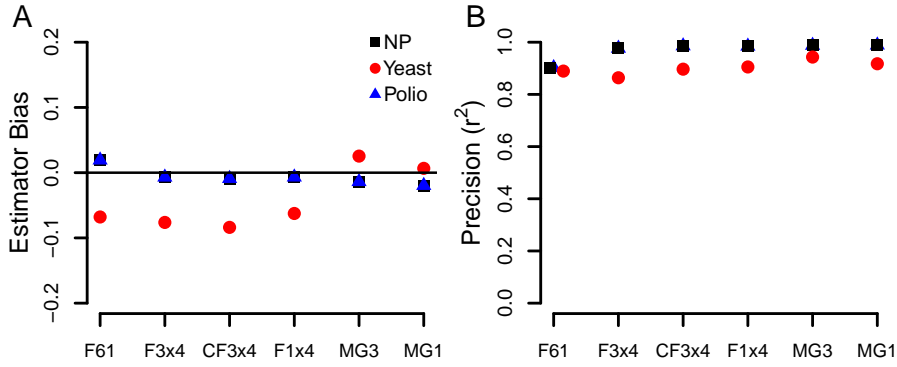 A
Estimator Bias
0.2
0.1
0.0
−0.1
−0.2
NP
Yeast
Polio
F61 F3x4 CF3x4 F1x4 MG3 MG1
B
Precision (r²)
1.0
0.8
0.6
0.4
0.2
0.0
F61 F3x4 CF3x4 F1x4 MG3 MG1